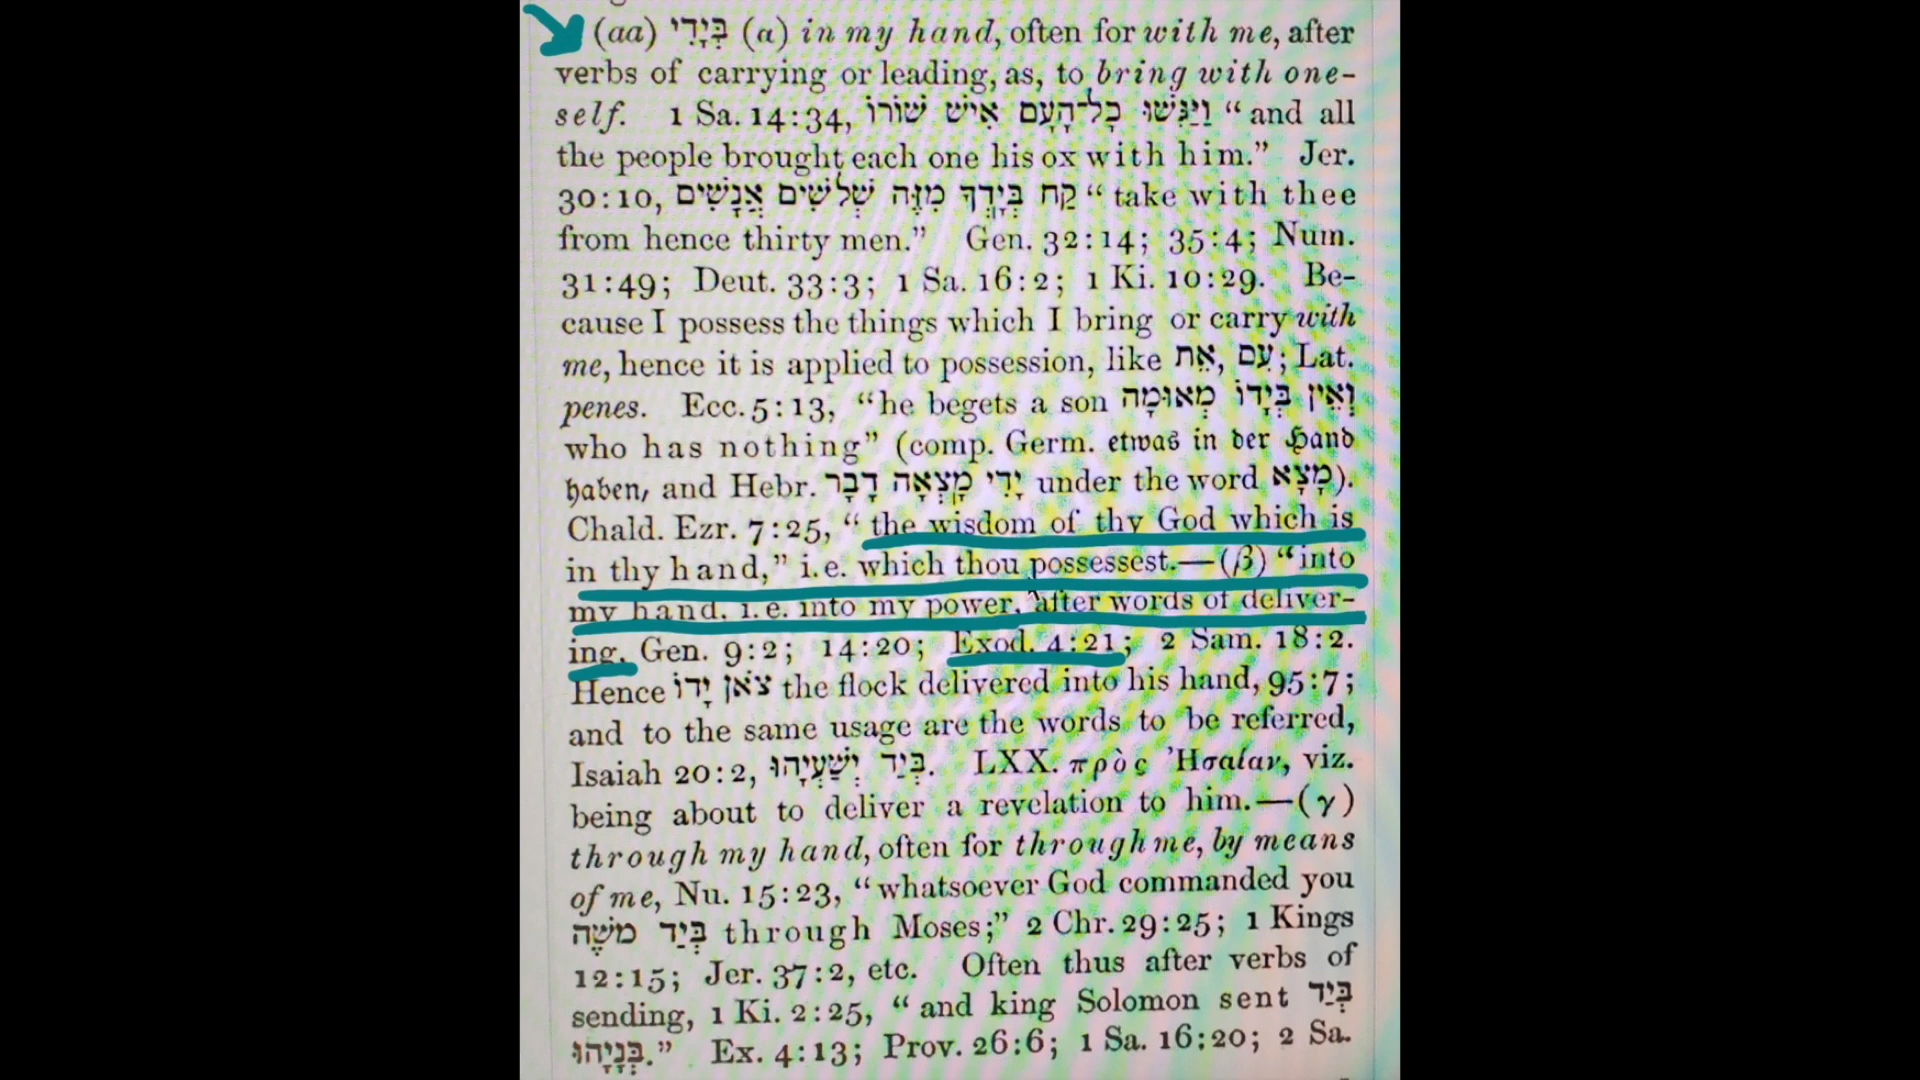 (aa) בְּיָדִי (α) in my hand, often for with me, after
verbs of carrying or leading, as, to bring with one-
self. 1 Sa. 14:34, וַיַּגִּשׁוּ כָל־הָעָם אִישׁ שׁוֹרוֹ “and all
the people brought each one his ox with him.” Jer.
30:10, קַח בְּיָדְךָ מִזֶּה שְׁלשִׁים אֲנָשִׁים “take with thee
from hence thirty men.” Gen. 32:14; 35:4; Num.
31:49; Deut. 33:3; 1 Sa. 16:2; 1 Ki. 10:29. Be-
cause I possess the things which I bring or carry with
me, hence it is applied to possession, like עִם, אֵת; Lat.
penes. Ecc. 5:13, “he begets a son וְאֵין בְּיָדוֹ מְאוּמָה
who has nothing” (comp. Germ. etwas in der Hand
haben, and Hebr. יָדִי מָצְאָה דָבָר under the word מָצָא).
Chald. Ezr. 7:25, “the wisdom of thy God which is
in thy hand,” i.e. which thou possessest.—(β) “into
my hand, i.e. into my power, after words of deliver-
ing, Gen. 9:2; 14:20; Exod. 4:21; 2 Sam. 18:2.
Hence צֹאן יָדוֹ the flock delivered into his hand, 95:7;
and to the same usage are the words to be referred,
Isaiah 20:2, בְּיַד יְשַׁעְיָהוּ. LXX. πρὸς Ἠσαΐαν, viz.
being about to deliver a revelation to him.—(γ)
through my hand, often for through me, by means
of me, Nu. 15:23, “whatsoever God commanded you
בְּיַד משֶׁה through Moses;” 2 Chr. 29:25; 1 Kings
12:15; Jer. 37:2, etc. Often thus after verbs of
sending, 1 Ki. 2:25, “and king Solomon sent בְּיַד
בְּנָיָהוּ.” Ex. 4:13; Prov. 26:6; 1 Sa. 16:20; 2 Sa.